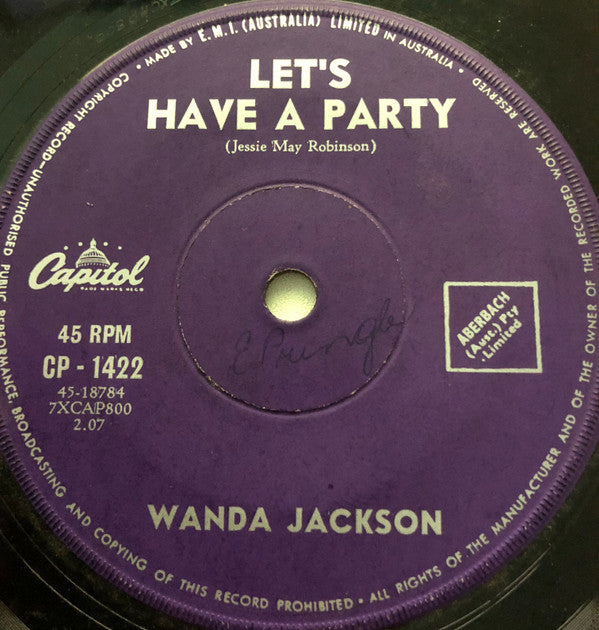 • MADE BY E.M.I. (AUSTRALIA) LIMITED IN AUSTRALIA •
LET'S
HAVE A PARTY
(Jessie May Robinson)
Capitol
45 RPM
CP - 1422
45-18784
7XCAP800
2.07
ABERBACH
(Aust.) Pty
Limited
WANDA JACKSON
COPYRIGHT RECORD—UNAUTHORISED PUBLIC PERFORMANCE, BROADCASTING AND COPYING OF THIS RECORD PROHIBITED • ALL RIGHTS OF THE MANUFACTURER AND OF THE OWNER OF THE RECORDED WORK ARE RESERVED